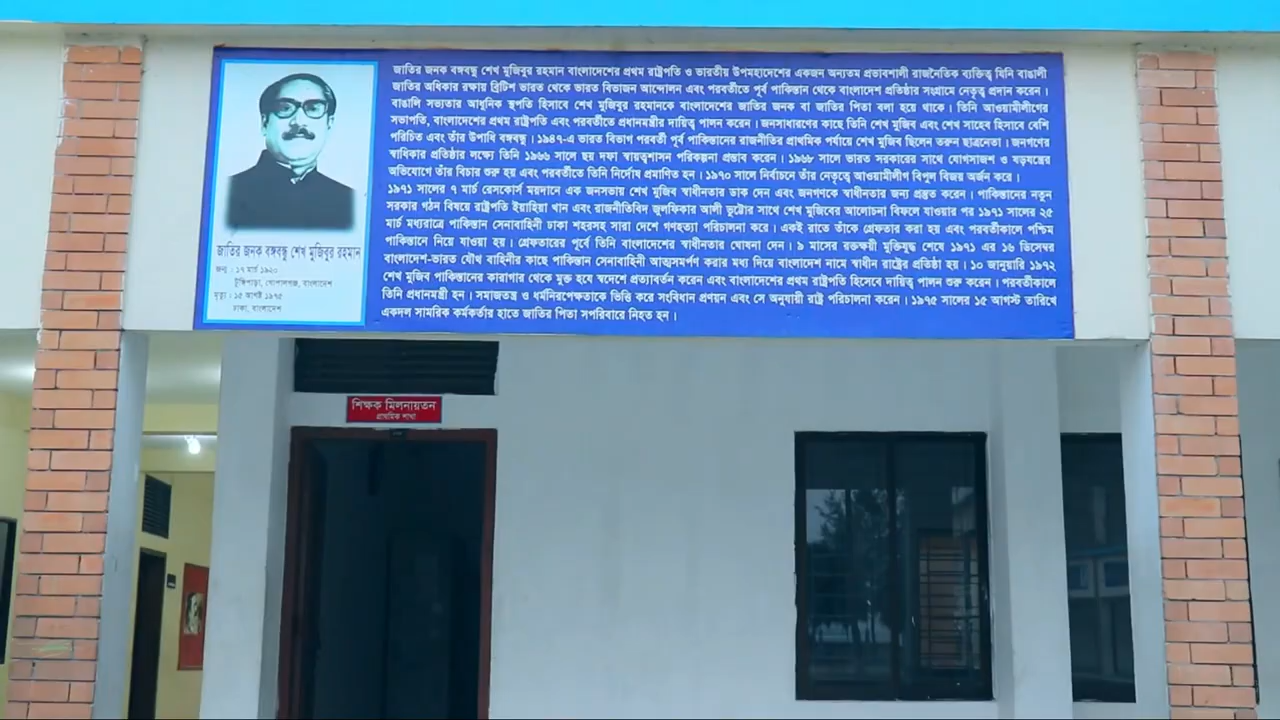 জাতির জনক বঙ্গবন্ধু শেখ মুজিবুর রহমান বাংলাদেশের প্রথম রাষ্ট্রপতি ও ভারতীয় উপমহাদেশের একজন অন্যতম প্রভাবশালী রাজনৈতিক ব্যক্তিত্ব যিনি বাঙালী
জাতির অধিকার রক্ষায় ব্রিটিশ ভারত থেকে ভারত বিভাজন আন্দোলন এবং পরবর্তীতে পূর্ব পাকিস্তান থেকে বাংলাদেশ প্রতিষ্ঠার সংগ্রামে নেতৃত্ব প্রদান করেন।
বাঙালি সভ্যতার আধুনিক স্থপতি হিসাবে শেখ মুজিবুর রহমানকে বাংলাদেশের জাতির জনক বা জাতির পিতা বলা হয়ে থাকে। তিনি আওয়ামীলীগের
সভাপতি, বাংলাদেশের প্রথম রাষ্ট্রপতি এবং পরবর্তীতে প্রধানমন্ত্রীর দায়িত্ব পালন করেন। জনসাধারণের কাছে তিনি শেখ মুজিব এবং শেখ সাহেব হিসাবে বেশি
পরিচিত এবং তাঁর উপাধি বঙ্গবন্ধু। ১৯৪৭-এ ভারত বিভাগ পরবর্তী পূর্ব পাকিস্তানের রাজনীতির প্রাথমিক পর্যায়ে শেখ মুজিব ছিলেন তরুন ছাত্রনেতা। জনগণের
স্বাধিকার প্রতিষ্ঠার লক্ষ্যে তিনি ১৯৬৬ সালে ছয় দফা স্বায়ত্ত্বশাসন পরিকল্পনা প্রস্তাব করেন। ১৯৬৮ সালে ভারত সরকারের সাথে যোগসাজশ ও ষড়যন্ত্রের
অভিযোগে তাঁর বিচার শুরু হয় এবং পরবর্তীতে তিনি নির্দোষ প্রমাণিত হন। ১৯৭০ সালে নির্বাচনে তাঁর নেতৃত্বে আওয়ামীলীগ বিপুল বিজয় অর্জন করে।
১৯৭১ সালের ৭ মার্চ রেসকোর্স ময়দানে এক জনসভায় শেখ মুজিব স্বাধীনতার ডাক দেন এবং জনগণকে স্বাধীনতার জন্য প্রস্তুত করেন। পাকিস্তানের নতুন
সরকার গঠন বিষয়ে রাষ্ট্রপতি ইয়াহিয়া খান এবং রাজনীতিবিদ জুলফিকার আলী ভুট্টোর সাথে শেখ মুজিবের আলোচনা বিফলে যাওয়ার পর ১৯৭১ সালের ২৫
মার্চ মধ্যরাত্রে পাকিস্তান সেনাবাহিনী ঢাকা শহরসহ সারা দেশে গণহত্যা পরিচালনা করে। একই রাতে তাঁকে গ্রেফতার করা হয় এবং পরবর্তীকালে পশ্চিম
পাকিস্তানে নিয়ে যাওয়া হয়। গ্রেফতারের পূর্বে তিনি বাংলাদেশের স্বাধীনতার ঘোষনা দেন। ৯ মাসের রক্তক্ষয়ী মুক্তিযুদ্ধ শেষে ১৯৭১ এর ১৬ ডিসেম্বর
বাংলাদেশ-ভারত যৌথ বাহিনীর কাছে পাকিস্তান সেনাবাহিনী আত্মসমর্পণ করার মধ্য দিয়ে বাংলাদেশ নামে স্বাধীন রাষ্ট্রের প্রতিষ্ঠা হয়। ১০ জানুয়ারি ১৯৭২
শেখ মুজিব পাকিস্তানের কারাগার থেকে মুক্ত হয়ে স্বদেশে প্রত্যাবর্তন করেন এবং বাংলাদেশের প্রথম রাষ্ট্রপতি হিসেবে দায়িত্ব পালন শুরু করেন। পরবর্তীকালে
তিনি প্রধানমন্ত্রী হন। সমাজতন্ত্র ও ধর্মনিরপেক্ষতাকে ভিত্তি করে সংবিধান প্রণয়ন এবং সে অনুযায়ী রাষ্ট্র পরিচালনা করেন। ১৯৭৫ সালের ১৫ আগস্ট তারিখে
একদল সামরিক কর্মকর্তার হাতে জাতির পিতা সপরিবারে নিহত হন।
জাতির জনক বঙ্গবন্ধু শেখ মুজিবুর রহমান
জন্ম : ১৭ মার্চ ১৯২০
টুঙ্গিপাড়া, গোপালগঞ্জ, বাংলাদেশ
মৃত্যু : ১৫ আগষ্ট ১৯৭৫
ঢাকা, বাংলাদেশ
শিক্ষক মিলনায়তন
প্রাথমিক শাখা